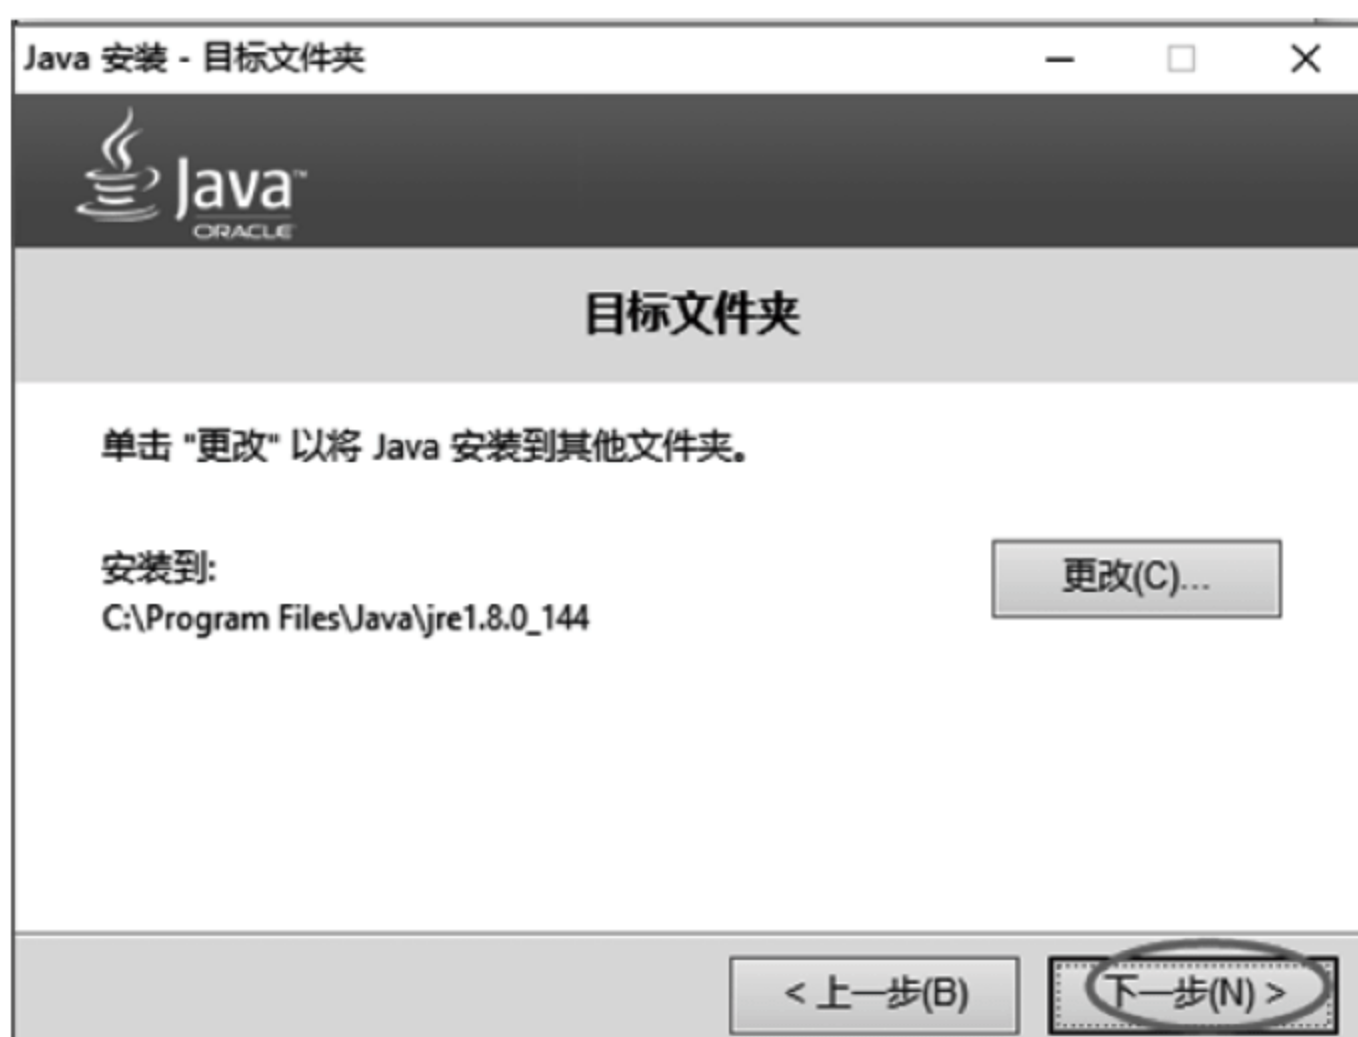 Java 安装 - 目标文件夹
Java™
ORACLE
目标文件夹
单击 "更改" 以将 Java 安装到其他文件夹。
安装到:
更改(C)...
C:\Program Files\Java\jre1.8.0_144
< 上一步(B)
下一步(N) >